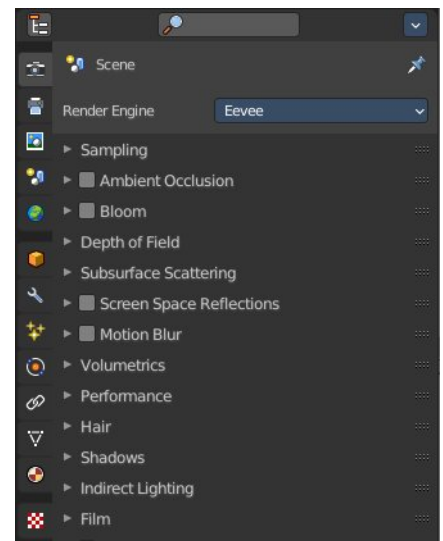 Scene
Render Engine Eevee
Sampling
Ambient Occlusion
Bloom
Depth of Field
Subsurface Scattering
Screen Space Reflections
Motion Blur
Volumetrics
Performance
Hair
Shadows
Indirect Lighting
Film